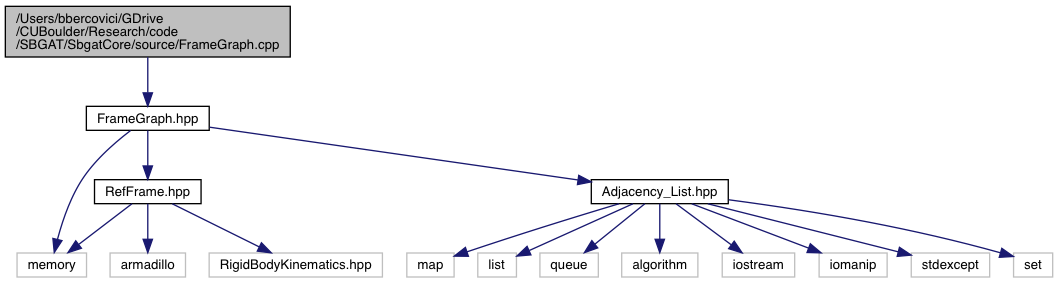 /Users/bbercovici/GDrive
/CUBoulder/Research/code
/SBGAT/SbgatCore/source/FrameGraph.cpp
FrameGraph.hpp
RefFrame.hpp
Adjacency_List.hpp
memory
armadillo
RigidBodyKinematics.hpp
map
list
queue
algorithm
iostream
iomanip
stdexcept
set